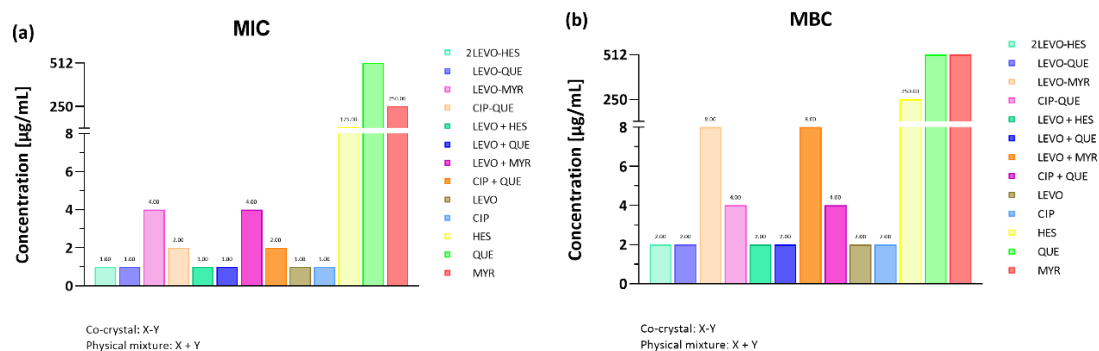 (a)
MIC
Concentration [µg/mL]
512
250
8
6
4
2
0
1.00
1.00
4.00
2.00
1.00
1.00
4.00
2.00
1.00
1.00
125.00
250.00
2LEVO-HES
LEVO-QUE
LEVO-MYR
CIP-QUE
LEVO + HES
LEVO + QUE
LEVO + MYR
CIP + QUE
LEVO
CIP
HES
QUE
MYR
Co-crystal: X-Y
Physical mixture: X + Y
(b)
MBC
Concentration [µg/mL]
512
250
8
6
4
2
0
2.00
2.00
8.00
4.00
2.00
2.00
8.00
4.00
2.00
2.00
250.00
2LEVO-HES
LEVO-QUE
LEVO-MYR
CIP-QUE
LEVO + HES
LEVO + QUE
LEVO + MYR
CIP + QUE
LEVO
CIP
HES
QUE
MYR
Co-crystal: X-Y
Physical mixture: X + Y